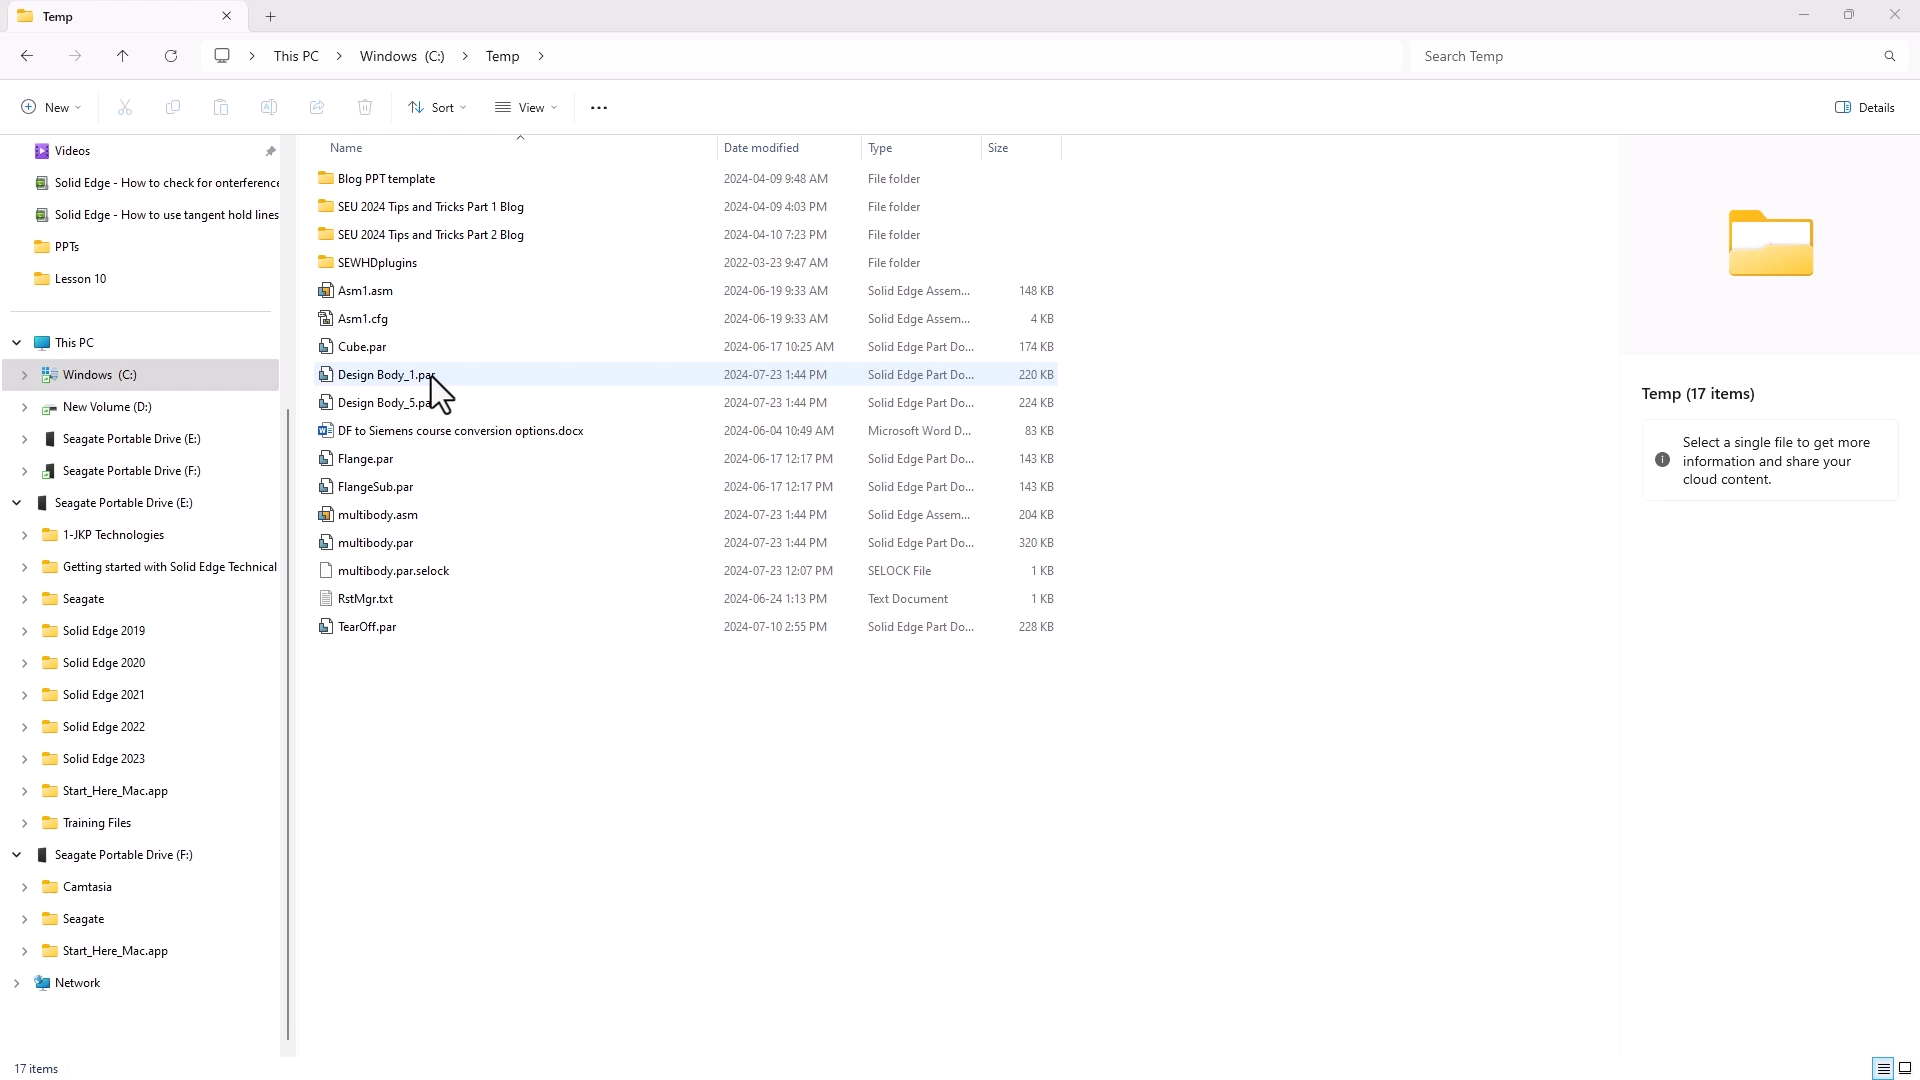 Temp
This PC
Windows (C:)
Temp
Search Temp
New
Sort
View
Details
Videos
Solid Edge - How to check for onterference
Solid Edge - How to use tangent hold lines
PPTs
Lesson 10
This PC
Windows (C:)
New Volume (D:)
Seagate Portable Drive (E:)
Seagate Portable Drive (F:)
Seagate Portable Drive (E:)
1-JKP Technologies
Getting started with Solid Edge Technical
Seagate
Solid Edge 2019
Solid Edge 2020
Solid Edge 2021
Solid Edge 2022
Solid Edge 2023
Start_Here_Mac.app
Training Files
Seagate Portable Drive (F:)
Camtasia
Seagate
Start_Here_Mac.app
Network
Name Date modified Type Size
Blog PPT template 2024-04-09 9:48 AM File folder
SEU 2024 Tips and Tricks Part 1 Blog 2024-04-09 4:03 PM File folder
SEU 2024 Tips and Tricks Part 2 Blog 2024-04-10 7:23 PM File folder
SEWHDplugins 2022-03-23 9:47 AM File folder
Asm1.asm 2024-06-19 9:33 AM Solid Edge Assem... 148 KB
Asm1.cfg 2024-06-19 9:33 AM Solid Edge Assem... 4 KB
Cube.par 2024-06-17 10:25 AM Solid Edge Part Do... 174 KB
Design Body_1.par 2024-07-23 1:44 PM Solid Edge Part Do... 220 KB
Design Body_5.pa 2024-07-23 1:44 PM Solid Edge Part Do... 224 KB
DF to Siemens course conversion options.docx 2024-06-04 10:49 AM Microsoft Word D... 83 KB
Flange.par 2024-06-17 12:17 PM Solid Edge Part Do... 143 KB
FlangeSub.par 2024-06-17 12:17 PM Solid Edge Part Do... 143 KB
multibody.asm 2024-07-23 1:44 PM Solid Edge Assem... 204 KB
multibody.par 2024-07-23 1:44 PM Solid Edge Part Do... 320 KB
multibody.par.selock 2024-07-23 12:07 PM SELOCK File 1 KB
RstMgr.txt 2024-06-24 1:13 PM Text Document 1 KB
TearOff.par 2024-07-10 2:55 PM Solid Edge Part Do... 228 KB
Temp (17 items)
Select a single file to get more
information and share your
cloud content.
17 items